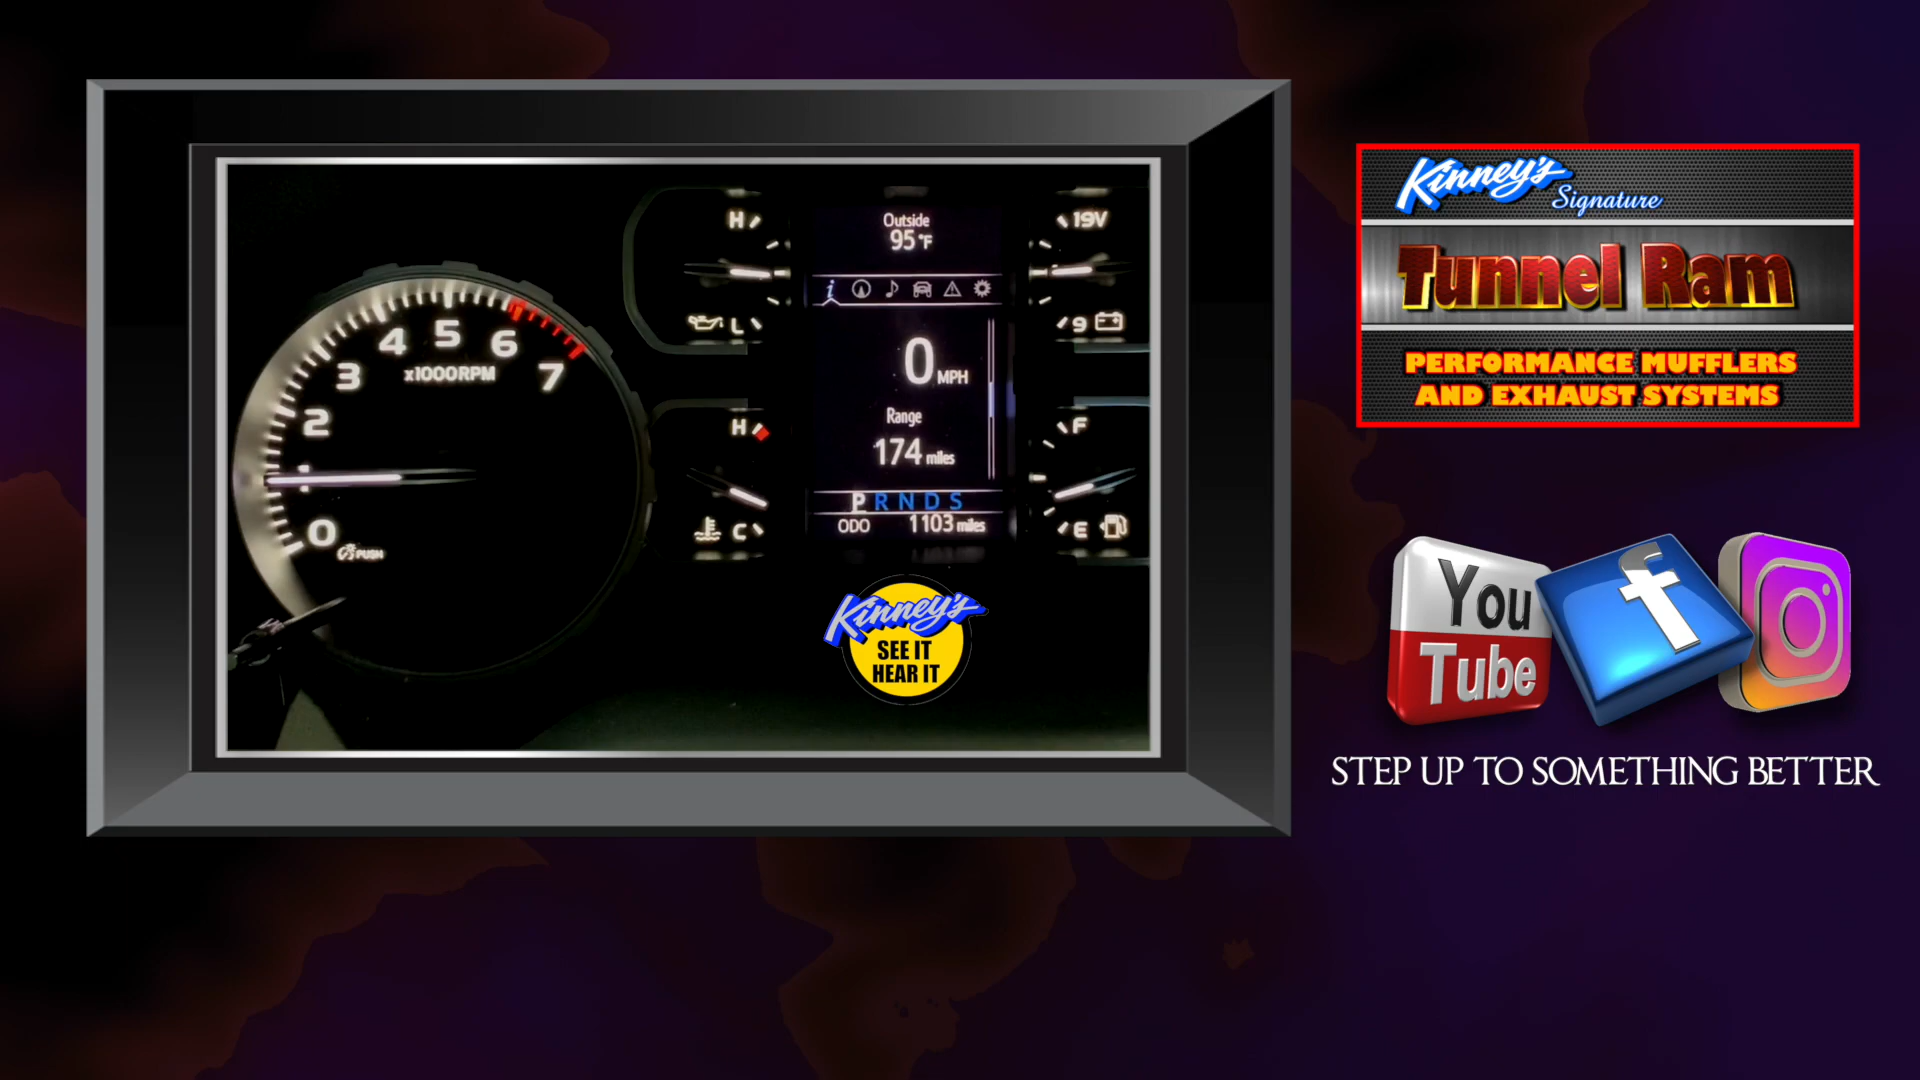 H
Outside
95°F
19V
L
9
0 MPH
Range
174 miles
H
F
P R N D S
ODO 1103 miles
C
E
0
1
2
3
4
5
6
7
x1000RPM
PUSH
Kinney's
SEE IT
HEAR IT
Kinney's
Signature
Tunnel Ram
PERFORMANCE MUFFLERS
AND EXHAUST SYSTEMS
You
Tube
f
STEP UP TO SOMETHING BETTER